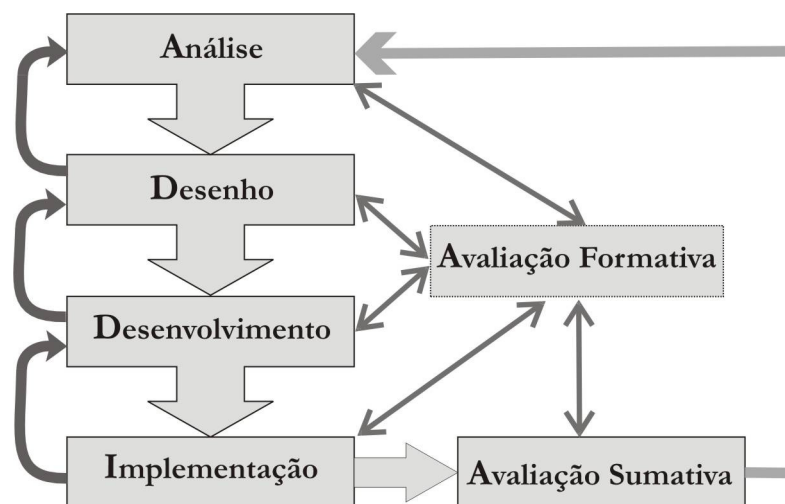 Análise
Desenho
Avaliação Formativa
Desenvolvimento
Implementação
Avaliação Sumativa